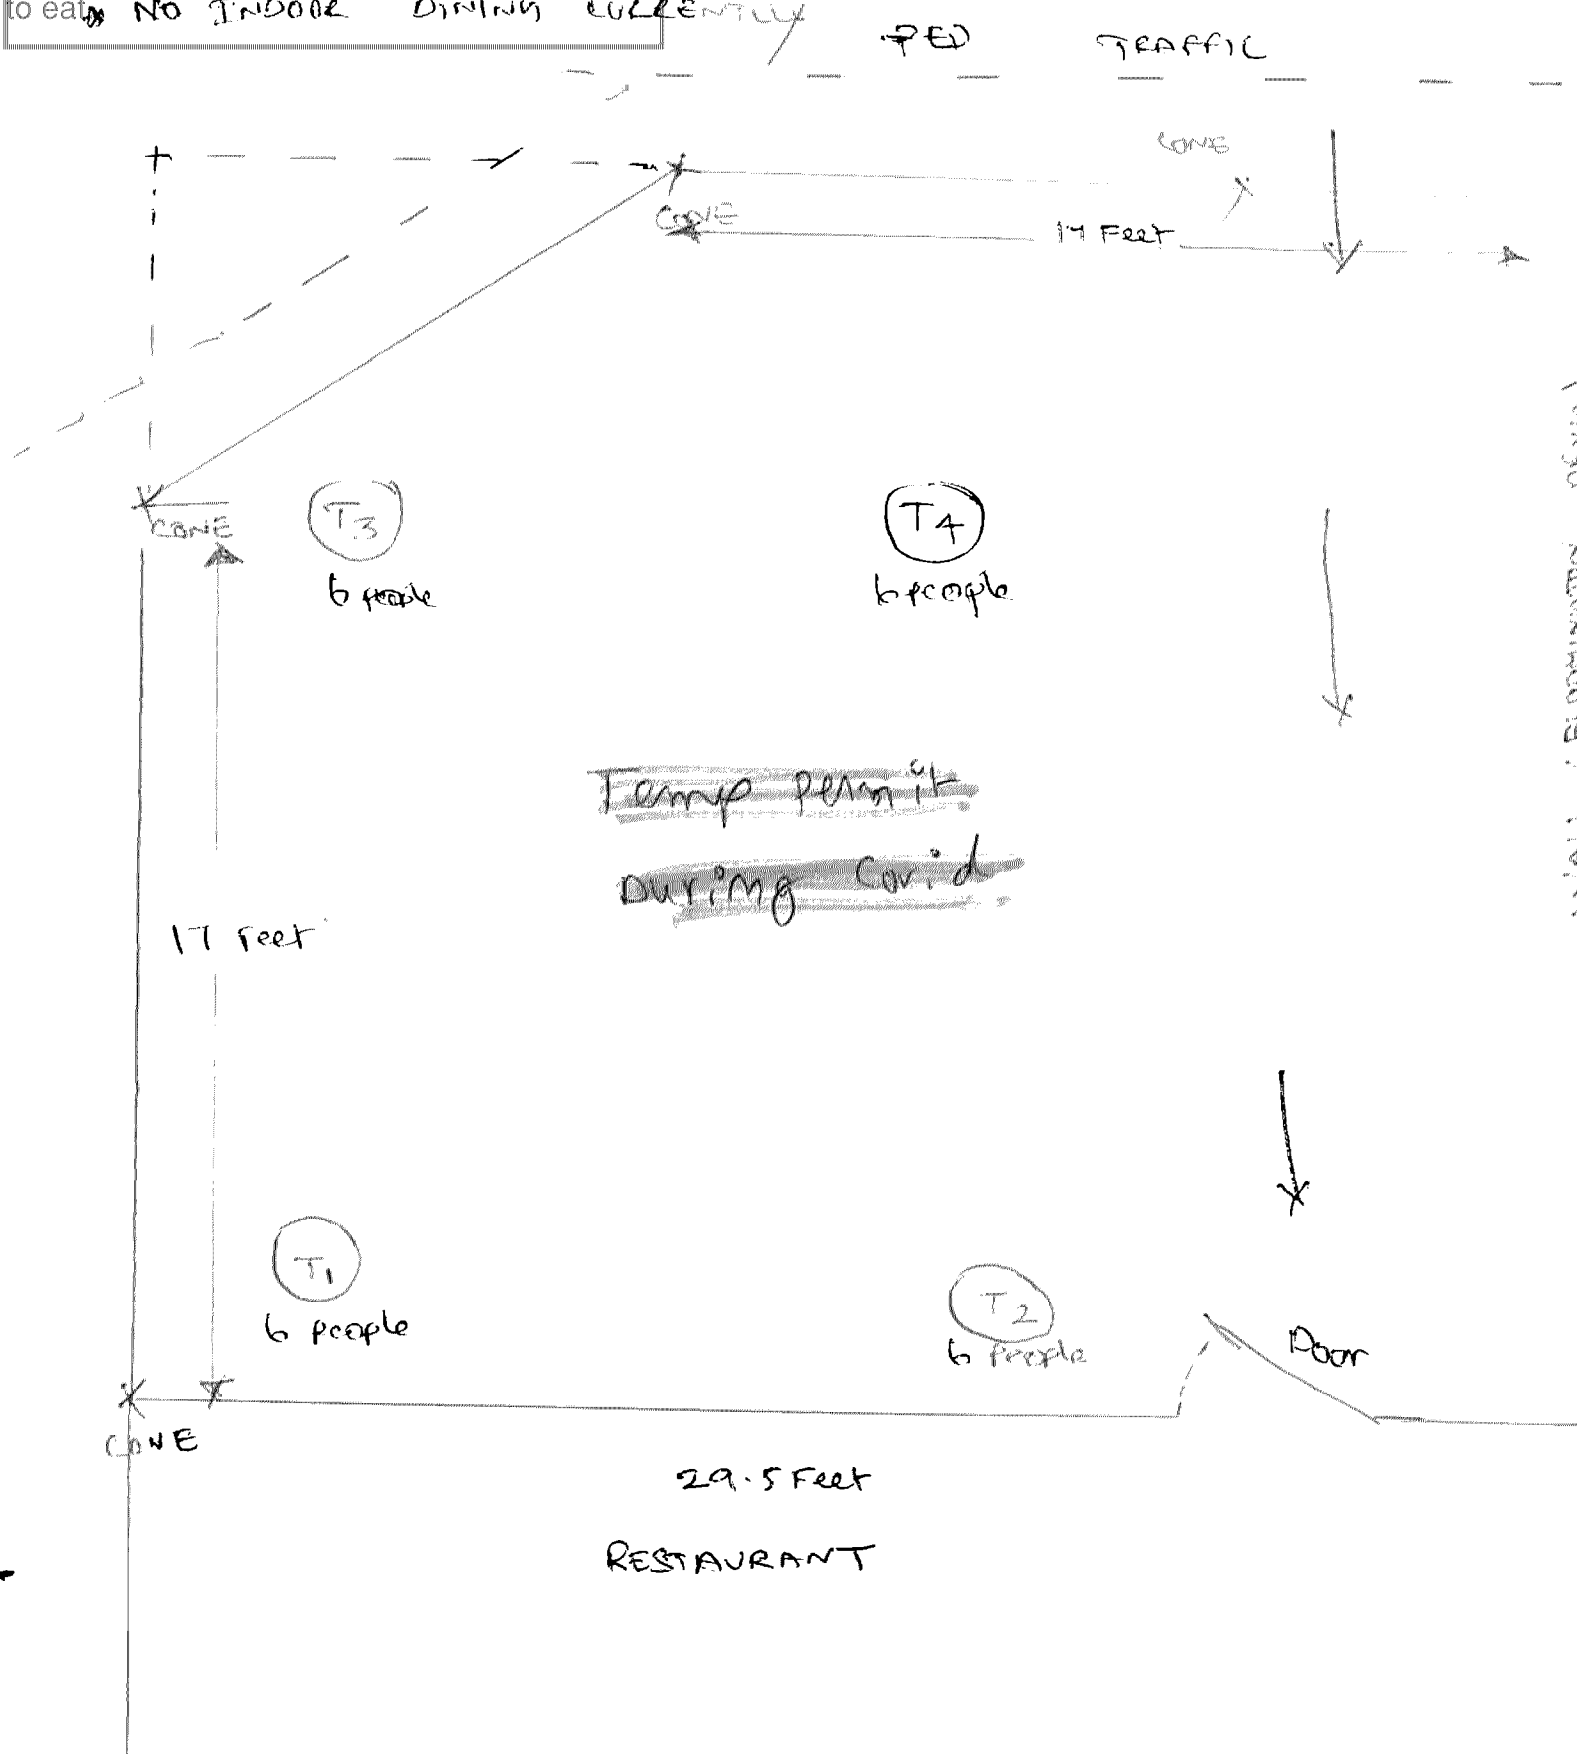 to eat NO INDOOR DINING CURRENTLY
PED TRAFFIC
CONE
CONE
17 Feet
CONE
T3
6 people
T4
6 people
Temp permit
During Covid
17 Feet
T1
6 people
T2
6 People
Door
CONE
29.5 Feet
RESTAURANT